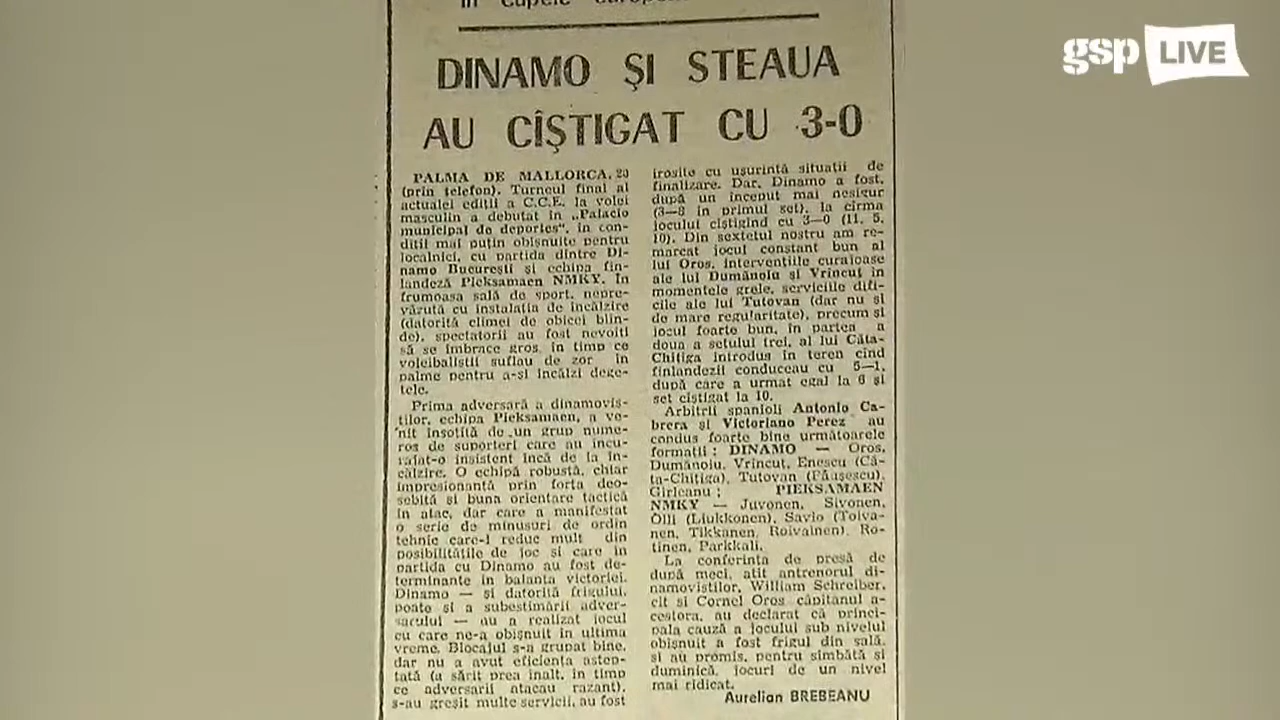 în Cupele europ
gsp LIVE
DINAMO ŞI STEAUA
AU CÎŞTIGAT CU 3-0
PALMA DE MALLORCA, 20
(prin telefon). Turneul final al
actualei ediţii a C.C.E. la volei
masculin a debutat în „Palacio
municipal de deportes“, în con-
diţii mai puţin obişnuite pentru
localnici, cu partida dintre Di-
namo Bucureşti şi echipa fin-
landeză Pieksamaen NMKY. În
frumoasa sală de sport, nepre-
văzută cu instalaţia de încălzire
(datorită climei de obicei blîn-
de), spectatorii au fost nevoiţi
să se îmbrace gros, în timp ce
voleibaliştii suflau de zor în
palme pentru a-şi încălzi dege-
tele.
Prima adversară a dinamoviş-
tilor, echipa Pieksamaen, a ve-
nit însoţită de un grup nume-
ros de suporteri care au încu-
rajat-o insistent încă de la în-
călzire. O echipă robustă, chiar
impresionantă prin forţa deo-
sebită şi buna orientare tactică
în atac, dar care a manifestat
o serie de minusuri de ordin
tehnic care-i reduc mult din
posibilităţile de joc şi care în
partida cu Dinamo au fost de-
terminante în balanţa victoriei.
Dinamo — şi datorită frigului,
poate şi a subestimării adver-
sarului — nu a realizat jocul
cu care ne-a obişnuit în ultima
vreme. Blocajul s-a grupat bine,
dar nu a avut eficienţa aştep-
tată (a sărit prea înalt, în timp
ce adversarii atacau razant),
s-au greşit multe servicii, au fost
irosite cu uşurinţă situaţii de
finalizare. Dar, Dinamo a fost,
după un început mai nesigur
(3—8 în primul set), la cîrma
jocului cîştigînd cu 3—0 (11, 5,
10). Din sextetul nostru am re-
marcat jocul constant bun al
lui Oros, intervenţiile curajoase
ale lui Dumănoiu şi Vrîncuţ în
momentele grele, serviciile difi-
cile ale lui Tutovan (dar nu şi
de mare regularitate), precum şi
jocul foarte bun, în partea a
doua a setului trei, al lui Căta-
Chiţiga introdus în teren cînd
finlandezii conduceau cu 5—1,
după care a urmat egal la 6 şi
set cîştigat la 10.
Arbitrii spanioli Antonio Ca-
brera şi Victoriano Perez au
condus foarte bine următoarele
formaţii : DINAMO — Oros,
Dumănoiu, Vrîncuţ, Enescu (Că-
ta-Chiţiga), Tutovan (Păuşescu),
Gîrleanu ; PIEKSAMAEN
NMKY — Juvonen, Sivonen,
Olli (Liukkonen), Savio (Toiva-
nen, Tikkanen, Roivainen), Ro-
tinen, Parkkali.
La conferinţa de presă de
după meci, atît antrenorul di-
namoviştilor, William Schreiber,
cît şi Cornel Oros, căpitanul a-
cestora, au declarat că princi-
pala cauză a jocului sub nivelul
obişnuit a fost frigul din sală,
şi au promis, pentru sîmbătă şi
duminică, jocuri de un nivel
mai ridicat.
Aurelian BREBEANU